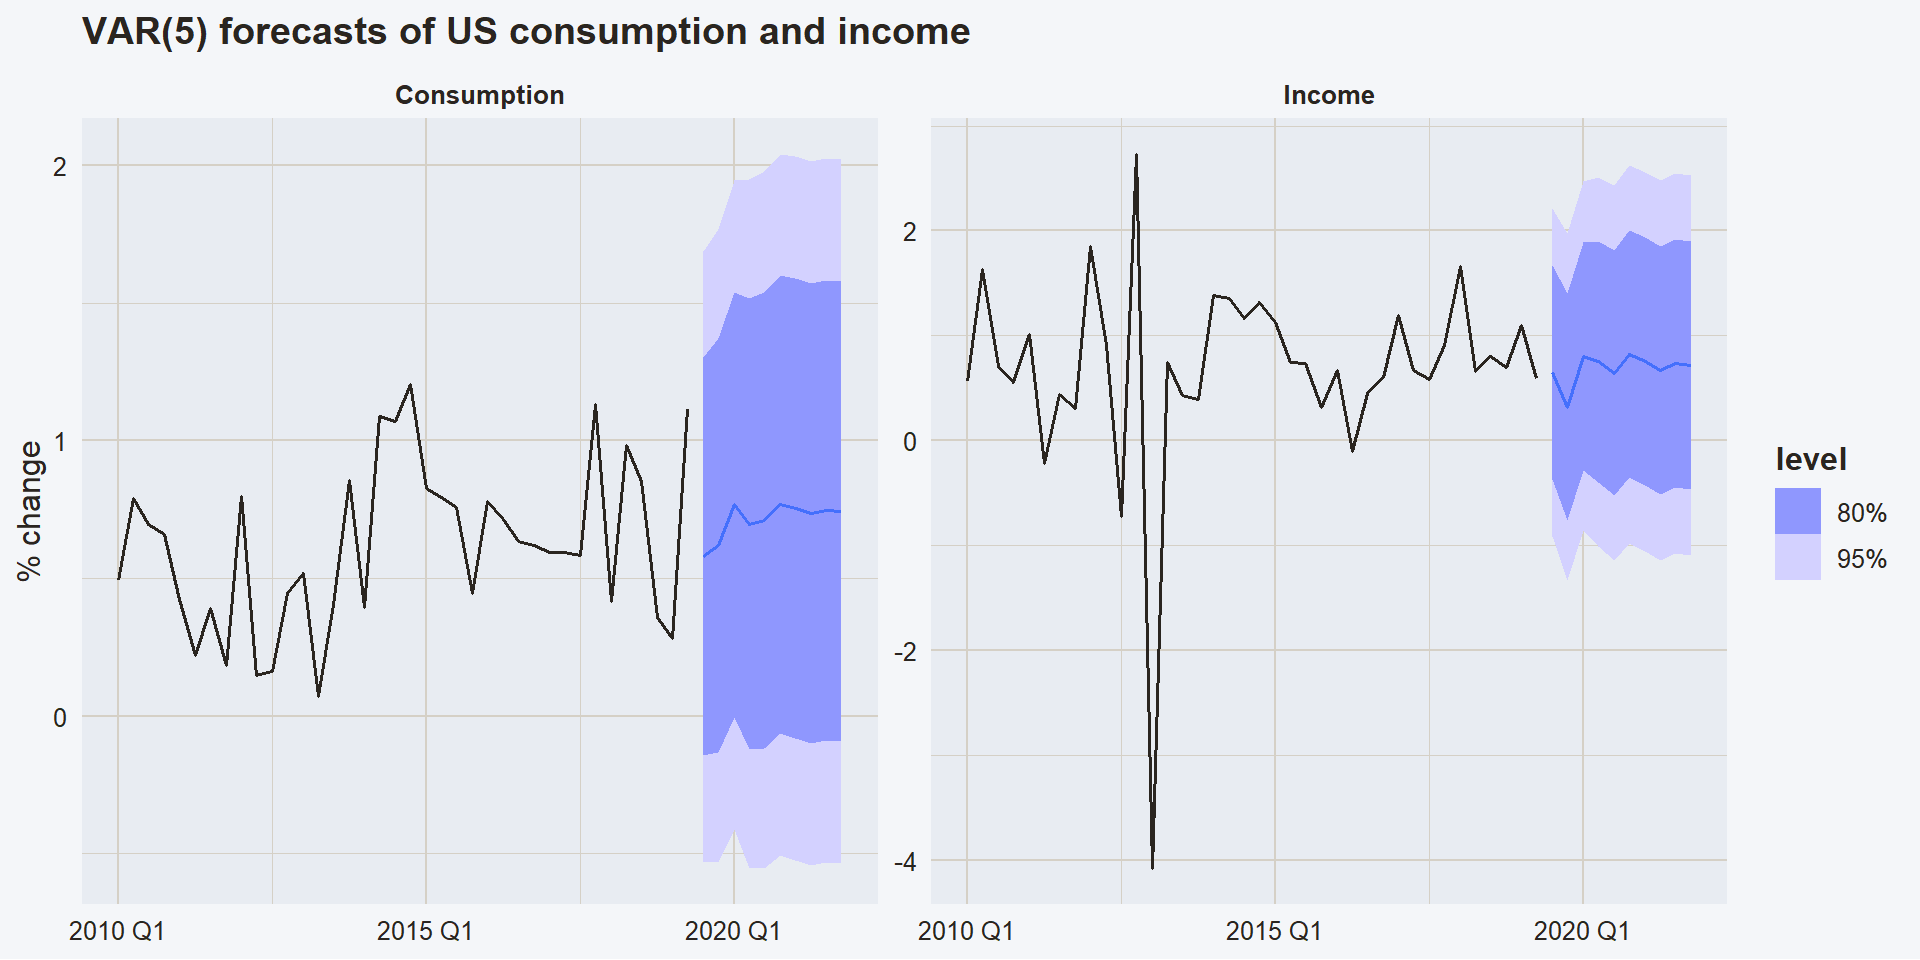 VAR(5) forecasts of US consumption and income
Consumption
Income
% change
2
1
0
2010 Q1
2015 Q1
2020 Q1
2
0
-2
-4
2010 Q1
2015 Q1
2020 Q1
level
80%
95%